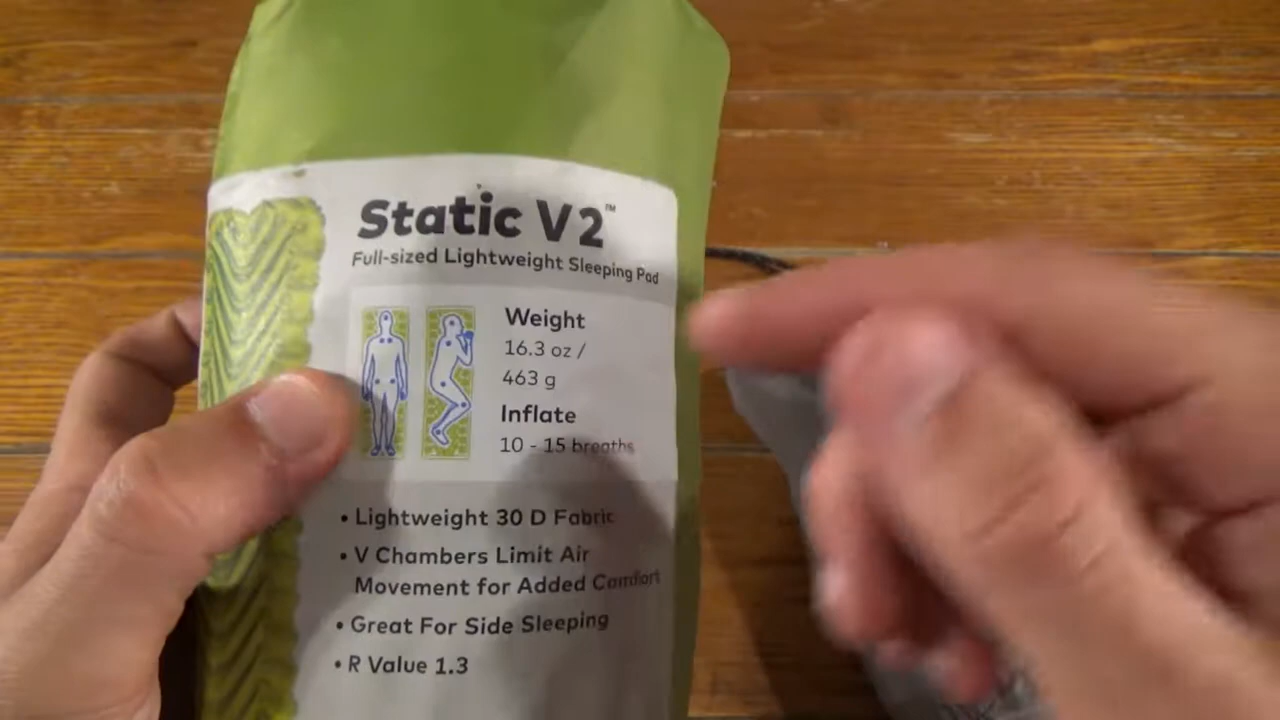 Static V2™
Full-sized Lightweight Sleeping Pad
Weight
16.3 oz /
463 g
Inflate
10 - 15 breaths
• Lightweight 30 D Fabric
• V Chambers Limit Air
Movement for Added Comfort
• Great For Side Sleeping
• R Value 1.3